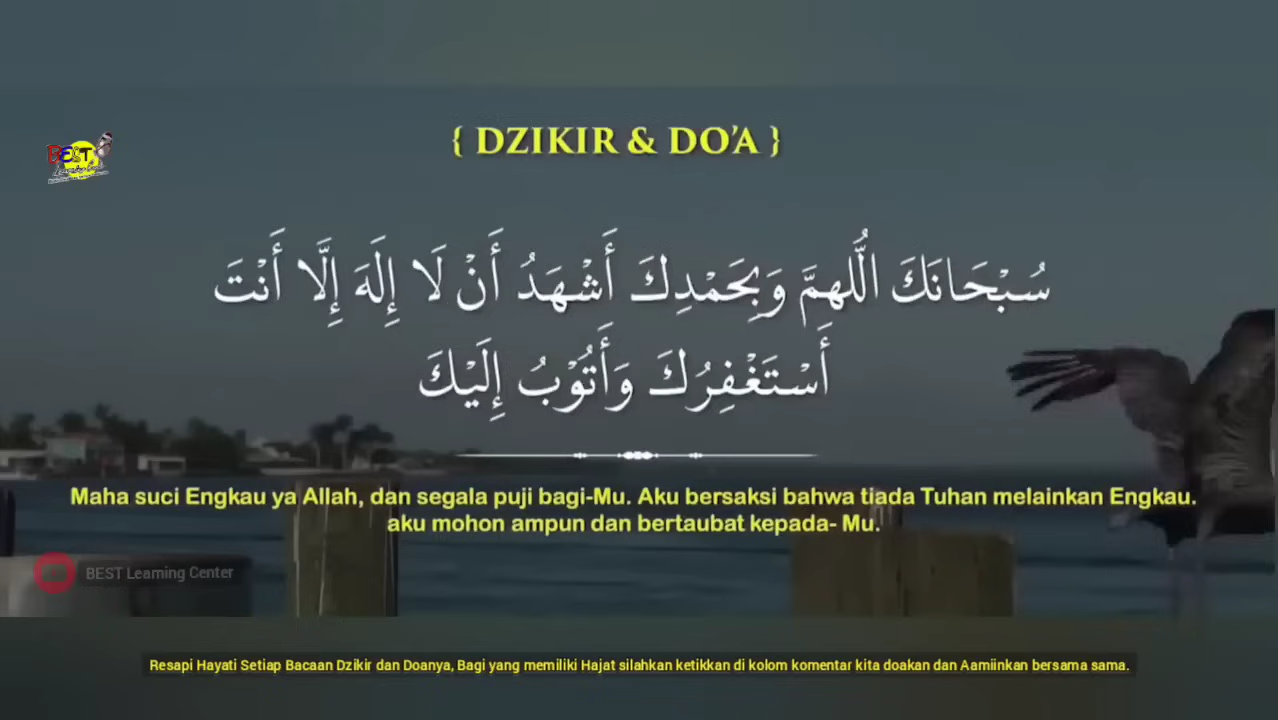 { DZIKIR & DO’A }
BEST
سُبْحَانَكَ اللَّهُمَّ وَبِحَمْدِكَ أَشْهَدُ أَنْ لَا إِلَهَ إِلَّا أَنْتَ
أَسْتَغْفِرُكَ وَأَتُوْبُ إِلَيْكَ
Maha suci Engkau ya Allah, dan segala puji bagi-Mu. Aku bersaksi bahwa tiada Tuhan melainkan Engkau.
aku mohon ampun dan bertaubat kepada- Mu.
BEST Learning Center
Resapi Hayati Setiap Bacaan Dzikir dan Doanya, Bagi yang memiliki Hajat silahkan ketikkan di kolom komentar kita doakan dan Aamiinkan bersama sama.